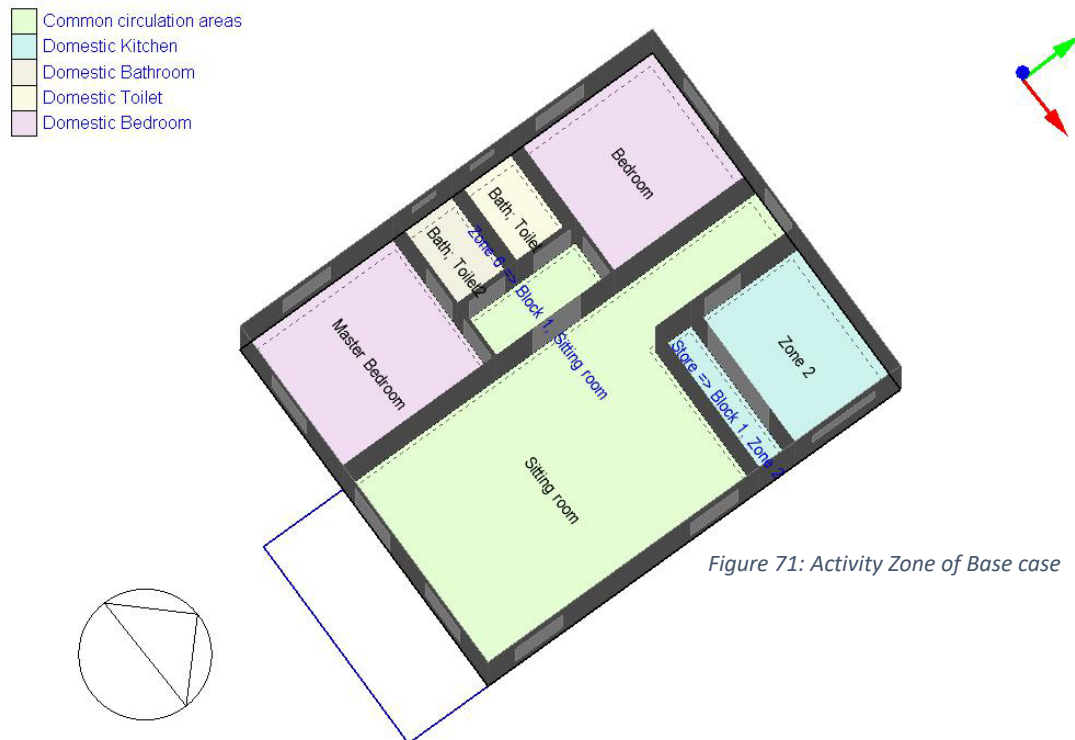 Common circulation areas
Domestic Kitchen
Domestic Bathroom
Domestic Toilet
Domestic Bedroom
Bedroom
Bath; Toilet
Bath; Toilet2
Zone 6 => Block 1, Sitting room
Master Bedroom
Zone 2
Store => Block 1, Zone 2
Sitting room
Figure 71: Activity Zone of Base case